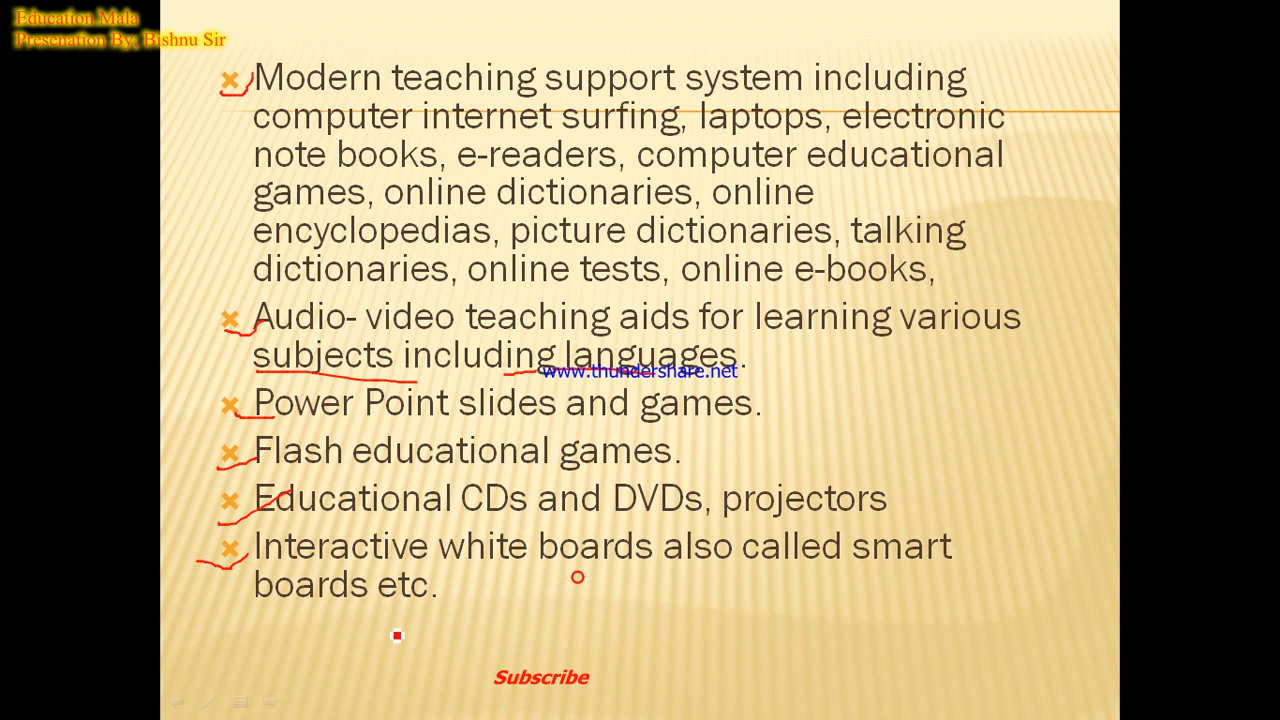 Education Mala
Presenation By: Bishnu Sir
Modern teaching support system including
computer internet surfing, laptops, electronic
note books, e-readers, computer educational
games, online dictionaries, online
encyclopedias, picture dictionaries, talking
dictionaries, online tests, online e-books,
Audio- video teaching aids for learning various
subjects including languages.
www.thundershare.net
Power Point slides and games.
Flash educational games.
Educational CDs and DVDs, projectors
Interactive white boards also called smart
boards etc.
Subscribe